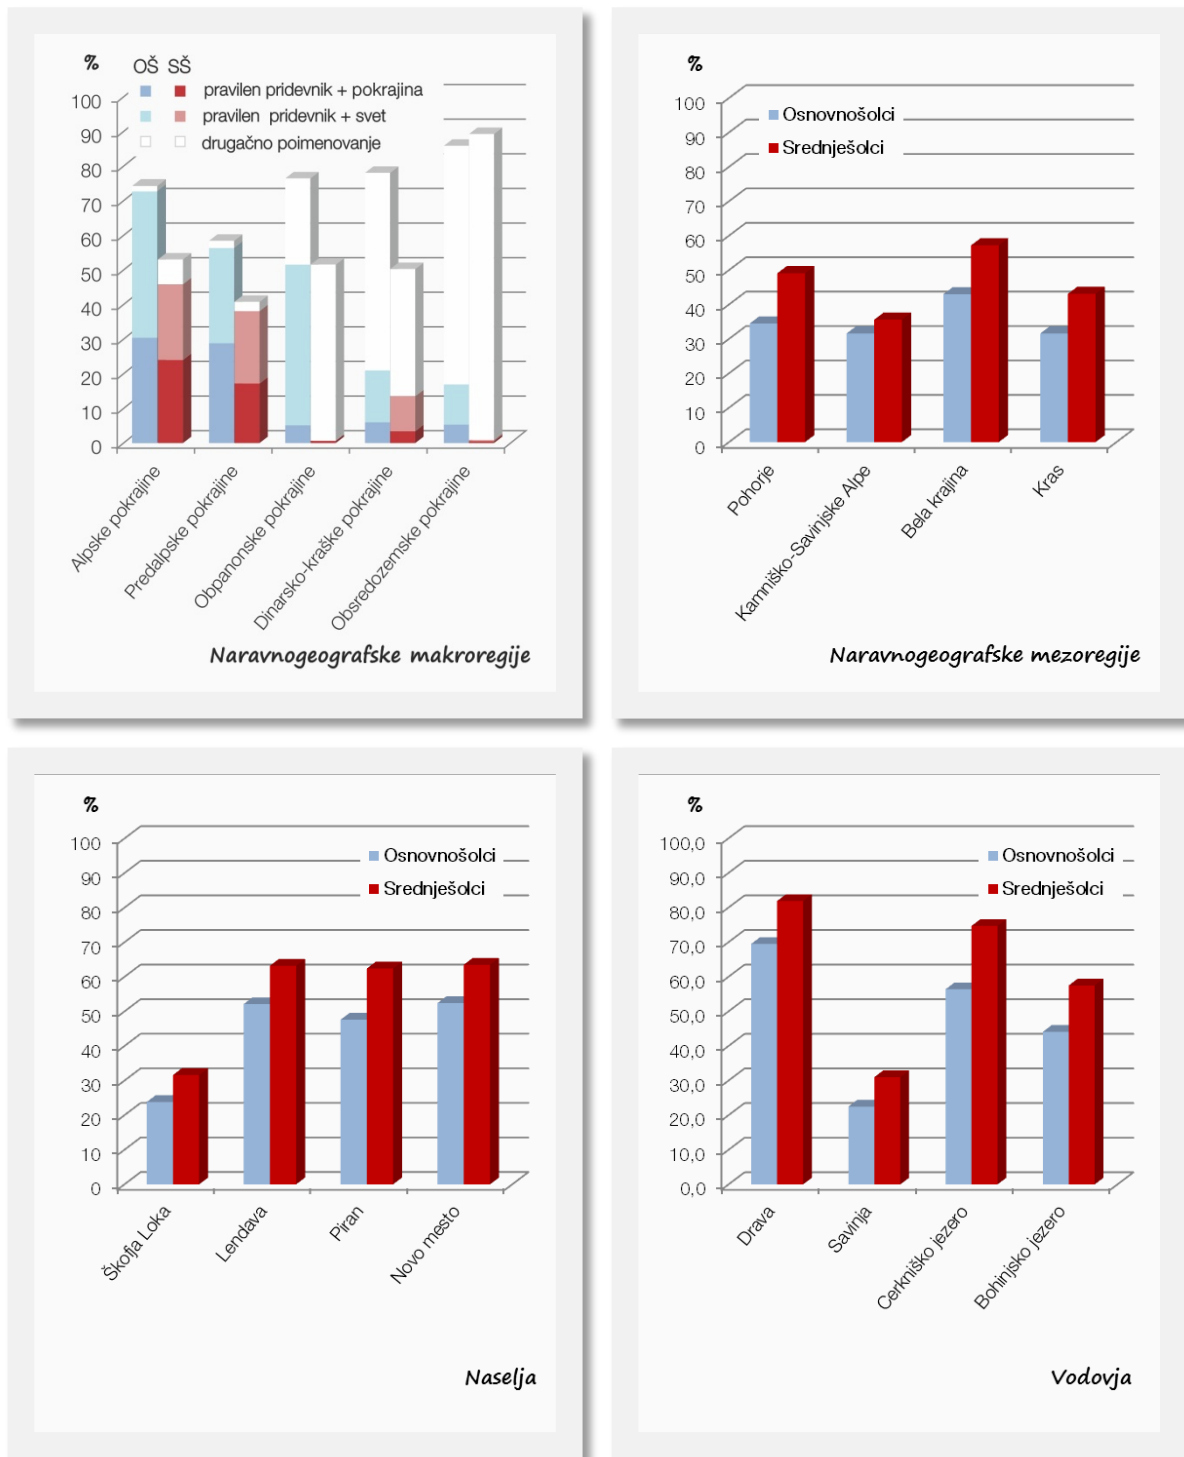 %
OŠ SŠ
pravilen pridevnik + pokrajina
pravilen pridevnik + svet
drugačno poimenovanje
100
90
80
70
60
50
40
30
20
10
0
Alpske pokrajine
Predalpske pokrajine
Obpanonske pokrajine
Dinarsko-kraške pokrajine
Obsredozemske pokrajine
Naravnogeografske makroregije
%
Osnovnošolci
Srednješolci
100
90
80
70
60
50
40
30
20
10
0
Pohorje
Kamniško-Savinjske Alpe
Bela krajina
Kras
Naravnogeografske mezoregije
%
Osnovnošolci
Srednješolci
100
90
80
70
60
50
40
30
20
10
0
Škofja Loka
Lendava
Piran
Novo mesto
Naselja
%
Osnovnošolci
Srednješolci
100,0
90,0
80,0
70,0
60,0
50,0
40,0
30,0
20,0
10,0
0,0
Drava
Savinja
Cerkniško jezero
Bohinjsko jezero
Vodovja